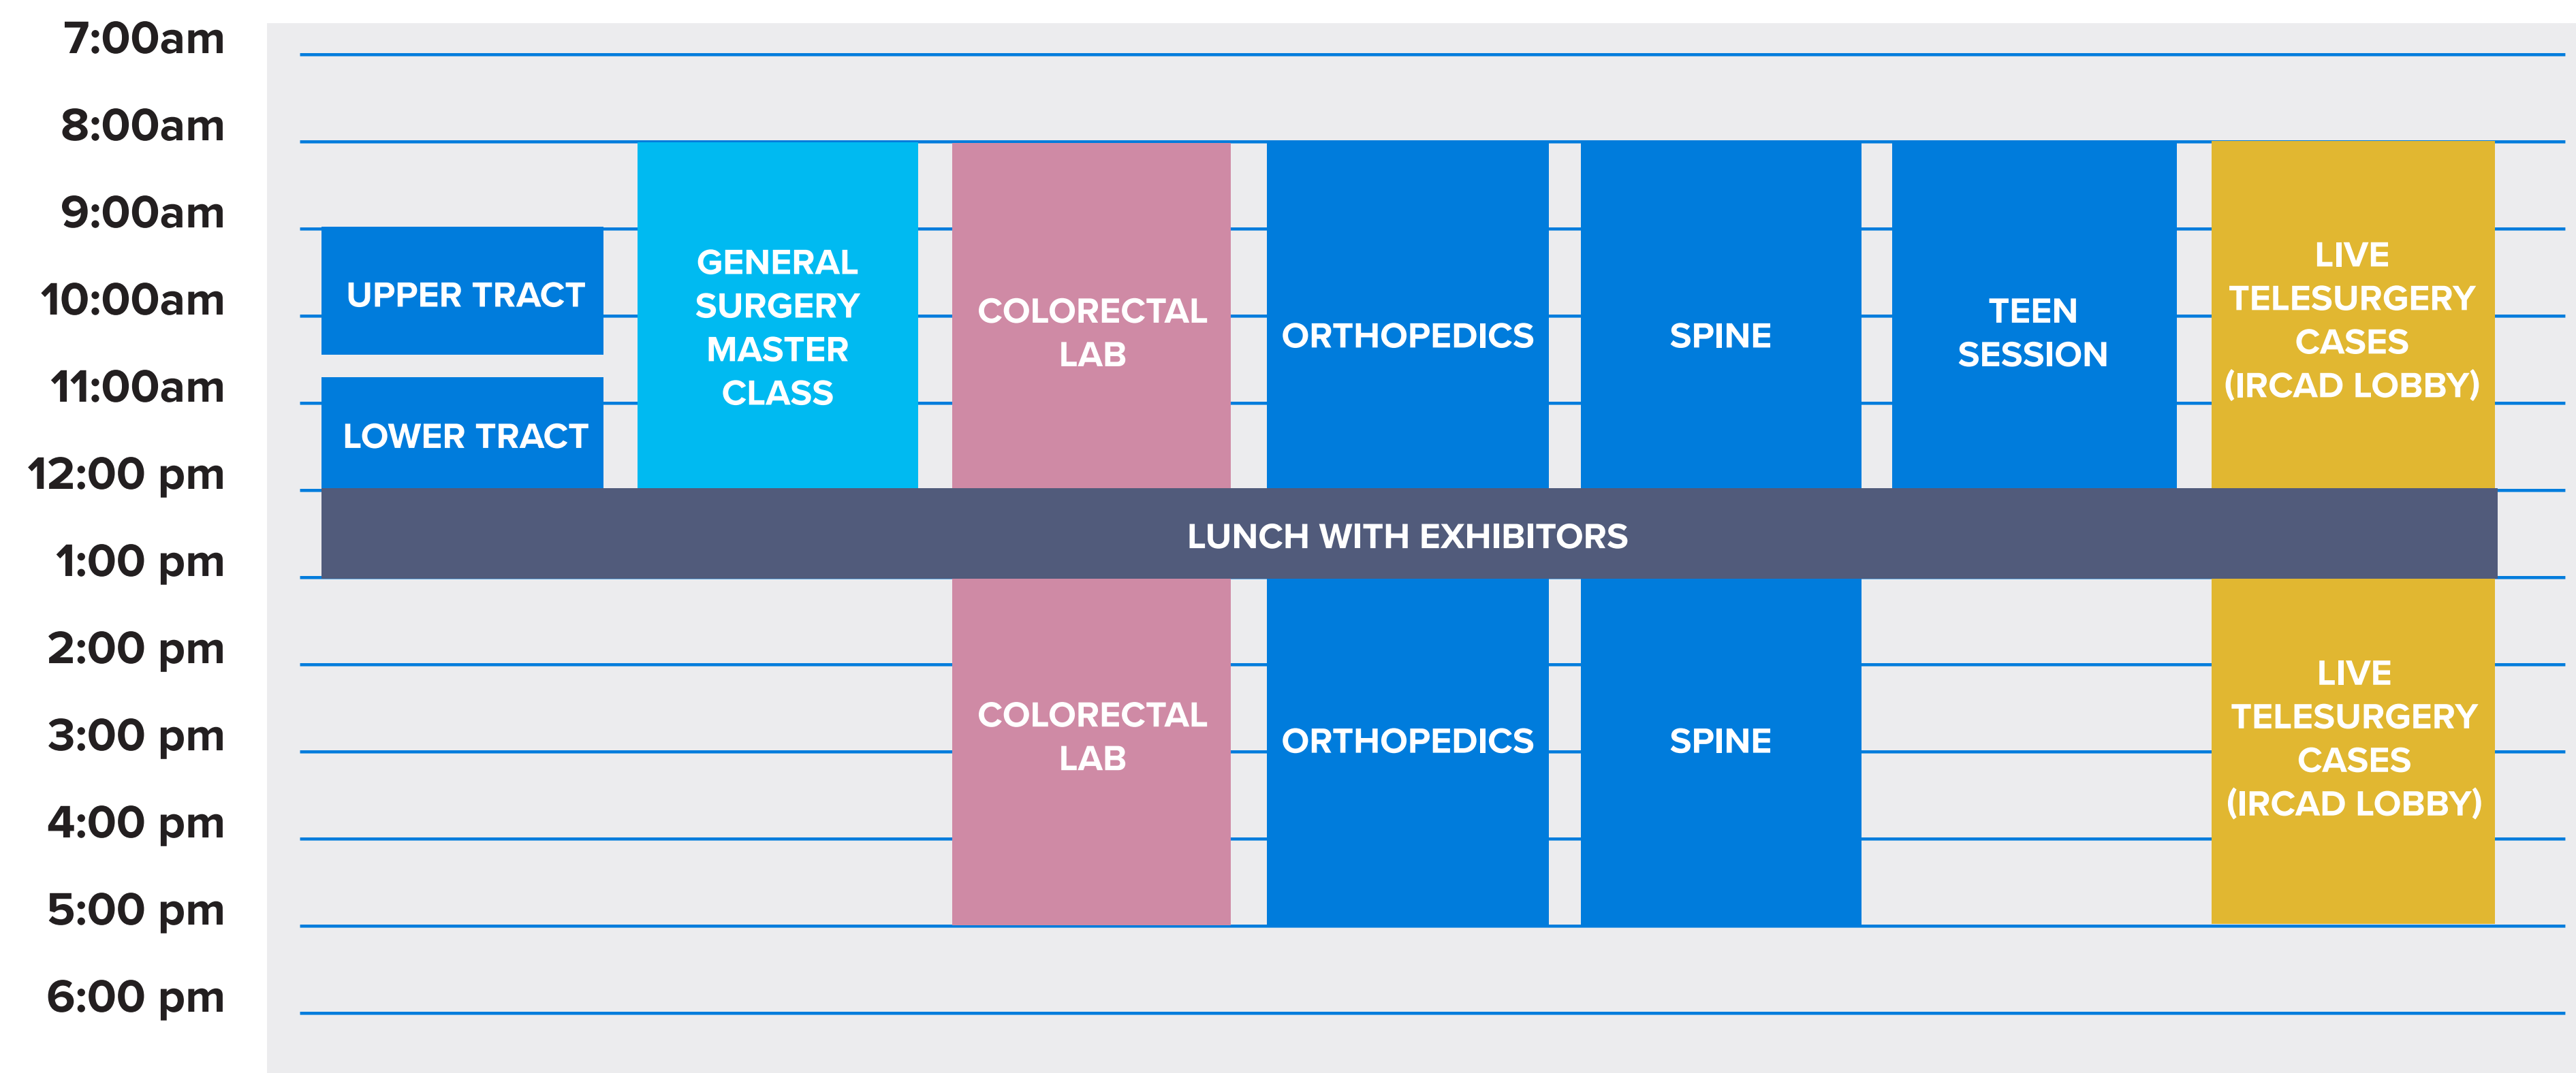 7:00am
8:00am
9:00am
10:00am
11:00am
12:00 pm
1:00 pm
2:00 pm
3:00 pm
4:00 pm
5:00 pm
6:00 pm
UPPER TRACT
LOWER TRACT
GENERAL
SURGERY
MASTER
CLASS
COLORECTAL
LAB
ORTHOPEDICS
SPINE
TEEN
SESSION
LIVE
TELESURGERY
CASES
(IRCAD LOBBY)
LUNCH WITH EXHIBITORS
COLORECTAL
LAB
ORTHOPEDICS
SPINE
LIVE
TELESURGERY
CASES
(IRCAD LOBBY)